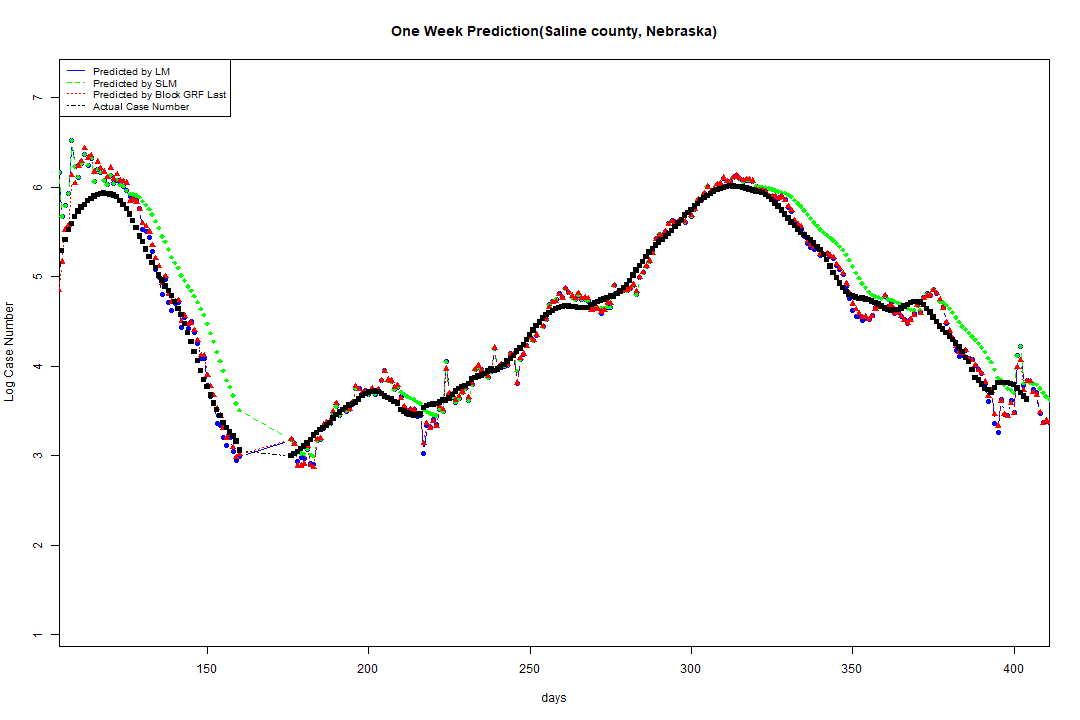 One Week Prediction(Saline county, Nebraska)
Predicted by LM
Predicted by SLM
Predicted by Block GRF Last
Actual Case Number
7
6
5
4
3
2
1
Log Case Number
150 200 250 300 350 400
days